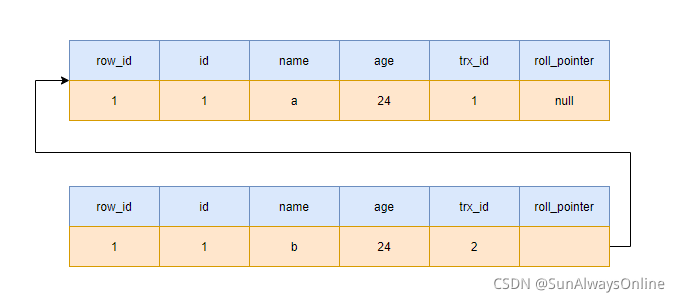 row_id id name age trx_id roll_pointer
1 1 a 24 1 null
row_id id name age trx_id roll_pointer
1 1 b 24 2
CSDN @SunAlwaysOnline